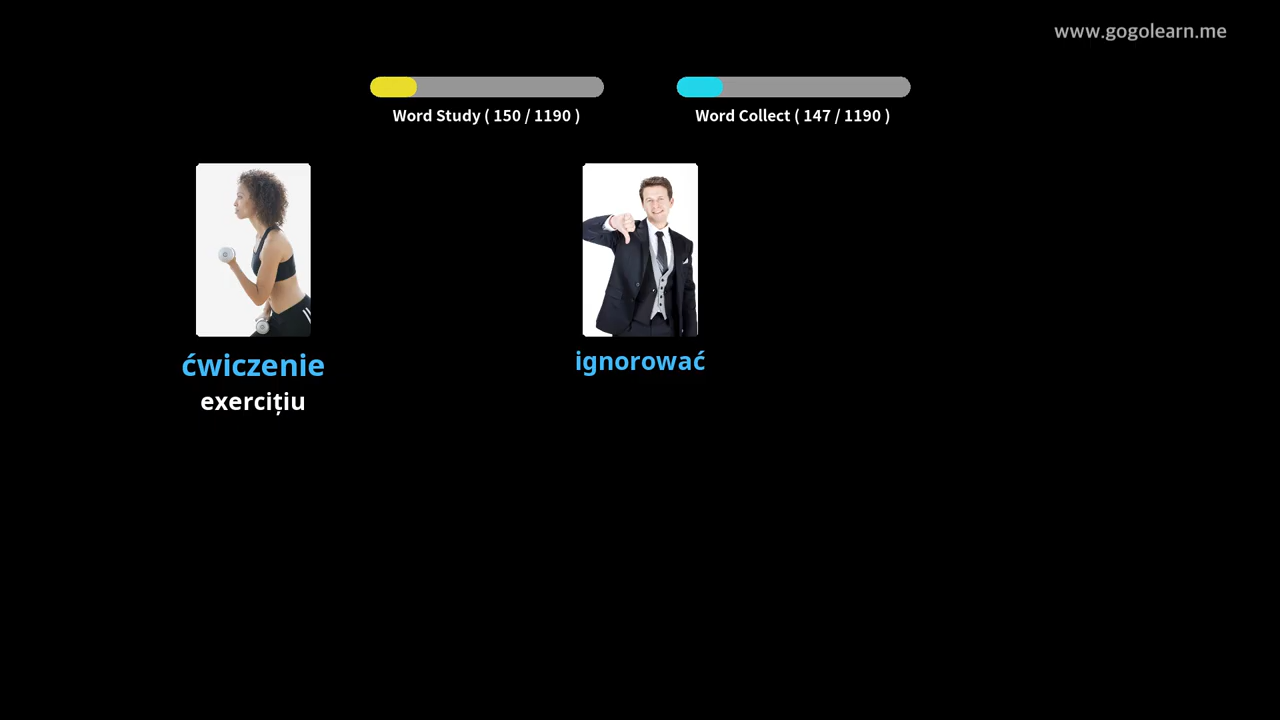 www.gogolearn.me
Word Study ( 150 / 1190 )
Word Collect ( 147 / 1190 )
ćwiczenie
exercițiu
ignorować